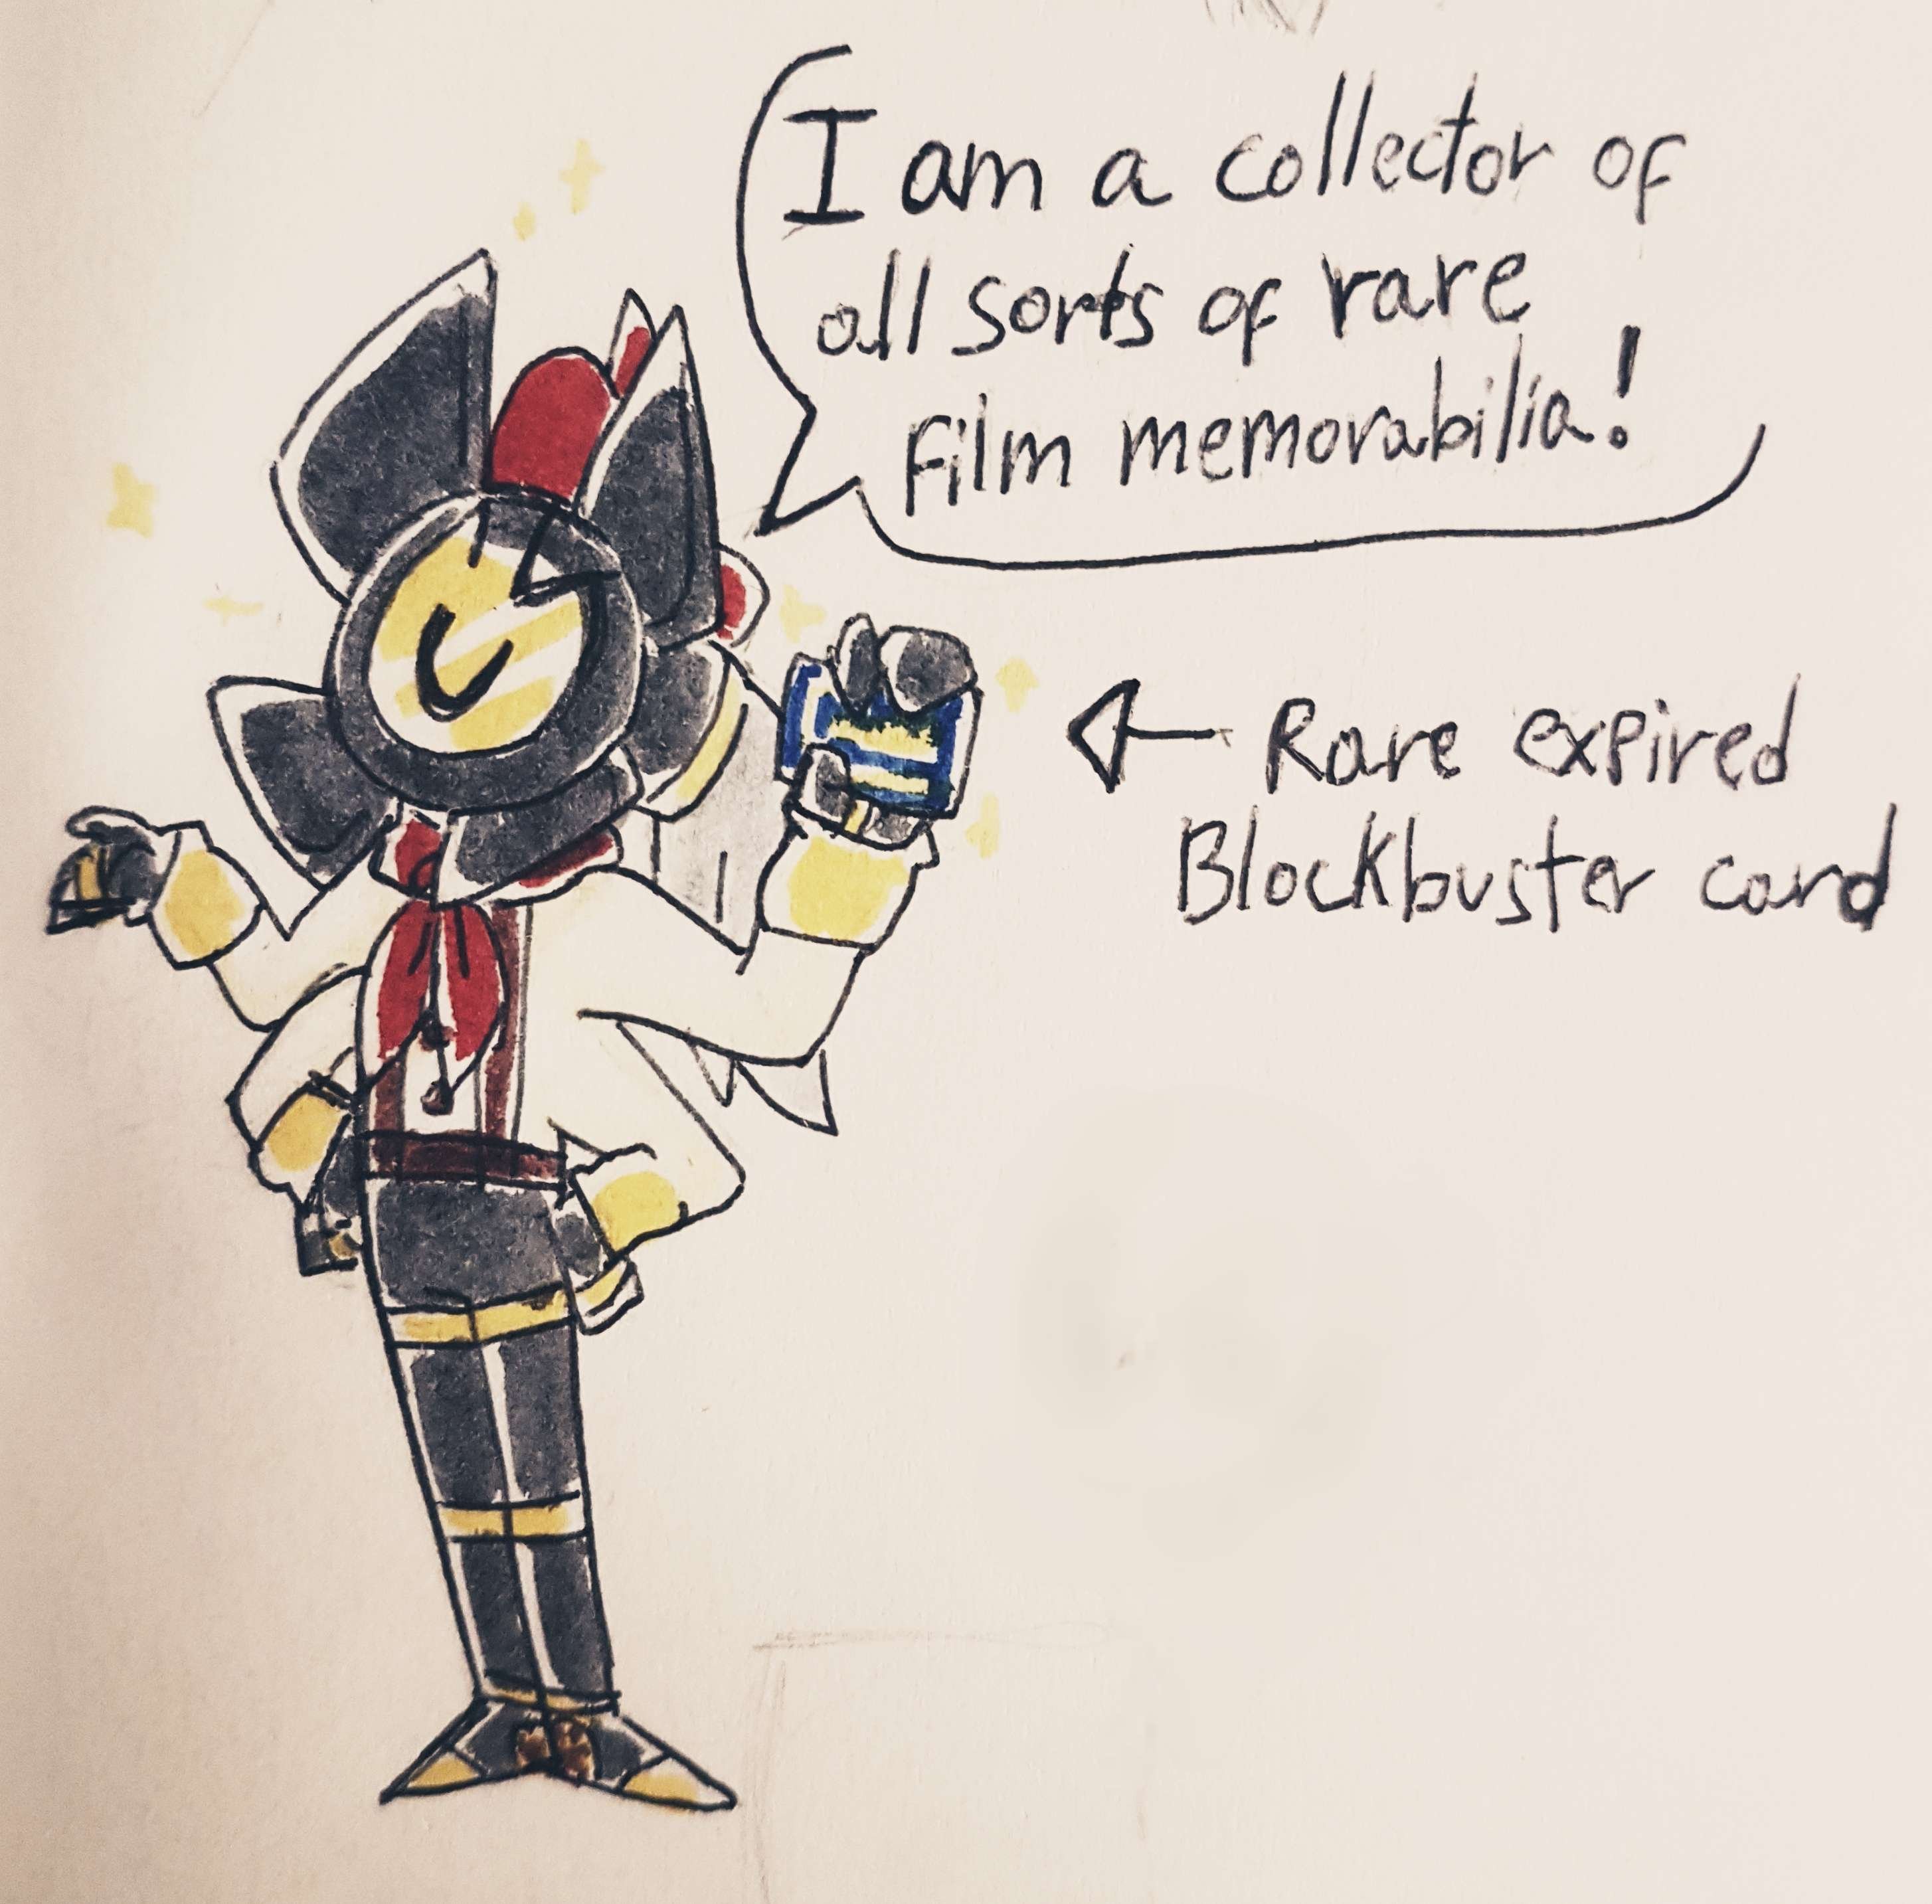 I am a collector of
all sorts of rare
film memorabilia!
Rare expired
Blockbuster card